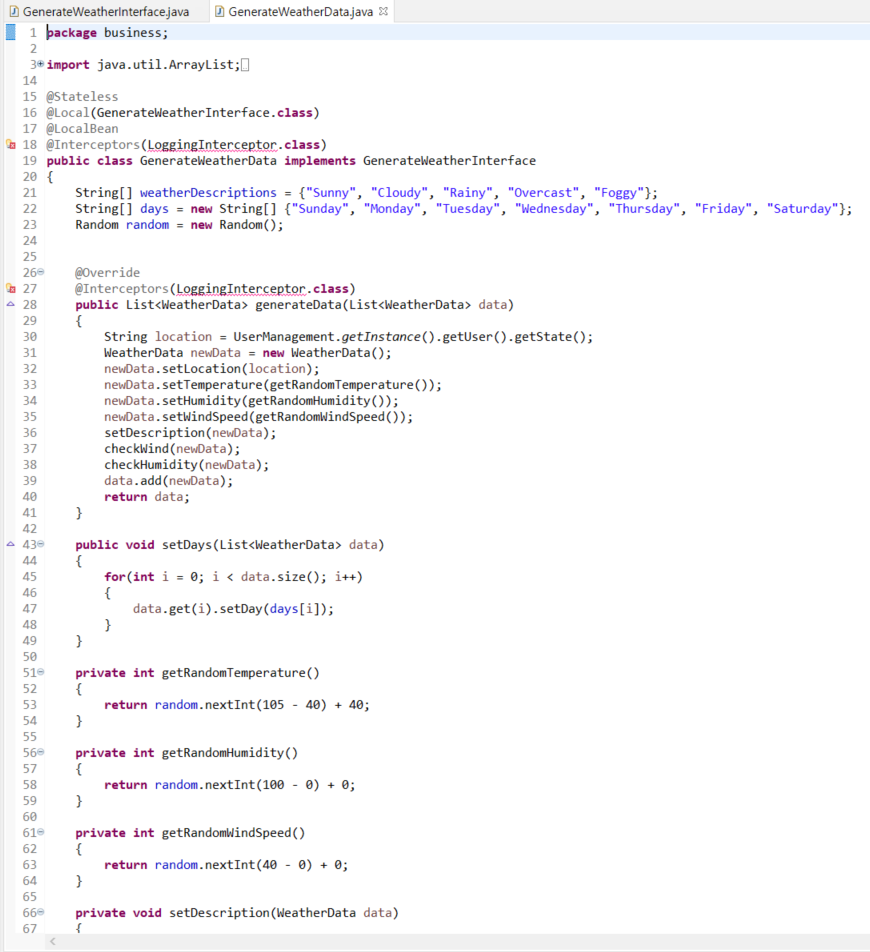 GenerateWeatherInterface.java GenerateWeatherData.java
1 package business;
2
3 import java.util.ArrayList;
14
15 @Stateless
16 @Local(GenerateWeatherInterface.class)
17 @LocalBean
18 @Interceptors(LoggingInterceptor.class)
19 public class GenerateWeatherData implements GenerateWeatherInterface
20 {
21     String[] weatherDescriptions = {"Sunny", "Cloudy", "Rainy", "Overcast", "Foggy"};
22     String[] days = new String[] {"Sunday", "Monday", "Tuesday", "Wednesday", "Thursday", "Friday", "Saturday"};
23     Random random = new Random();
24
25
26     @Override
27     @Interceptors(LoggingInterceptor.class)
28     public List<WeatherData> generateData(List<WeatherData> data)
29     {
30         String location = UserManagement.getInstance().getUser().getState();
31         WeatherData newData = new WeatherData();
32         newData.setLocation(location);
33         newData.setTemperature(getRandomTemperature());
34         newData.setHumidity(getRandomHumidity());
35         newData.setWindSpeed(getRandomWindSpeed());
36         setDescription(newData);
37         checkWind(newData);
38         checkHumidity(newData);
39         data.add(newData);
40         return data;
41     }
42
43     public void setDays(List<WeatherData> data)
44     {
45         for(int i = 0; i < data.size(); i++)
46         {
47             data.get(i).setDay(days[i]);
48         }
49     }
50
51     private int getRandomTemperature()
52     {
53         return random.nextInt(105 - 40) + 40;
54     }
55
56     private int getRandomHumidity()
57     {
58         return random.nextInt(100 - 0) + 0;
59     }
60
61     private int getRandomWindSpeed()
62     {
63         return random.nextInt(40 - 0) + 0;
64     }
65
66     private void setDescription(WeatherData data)
67     {